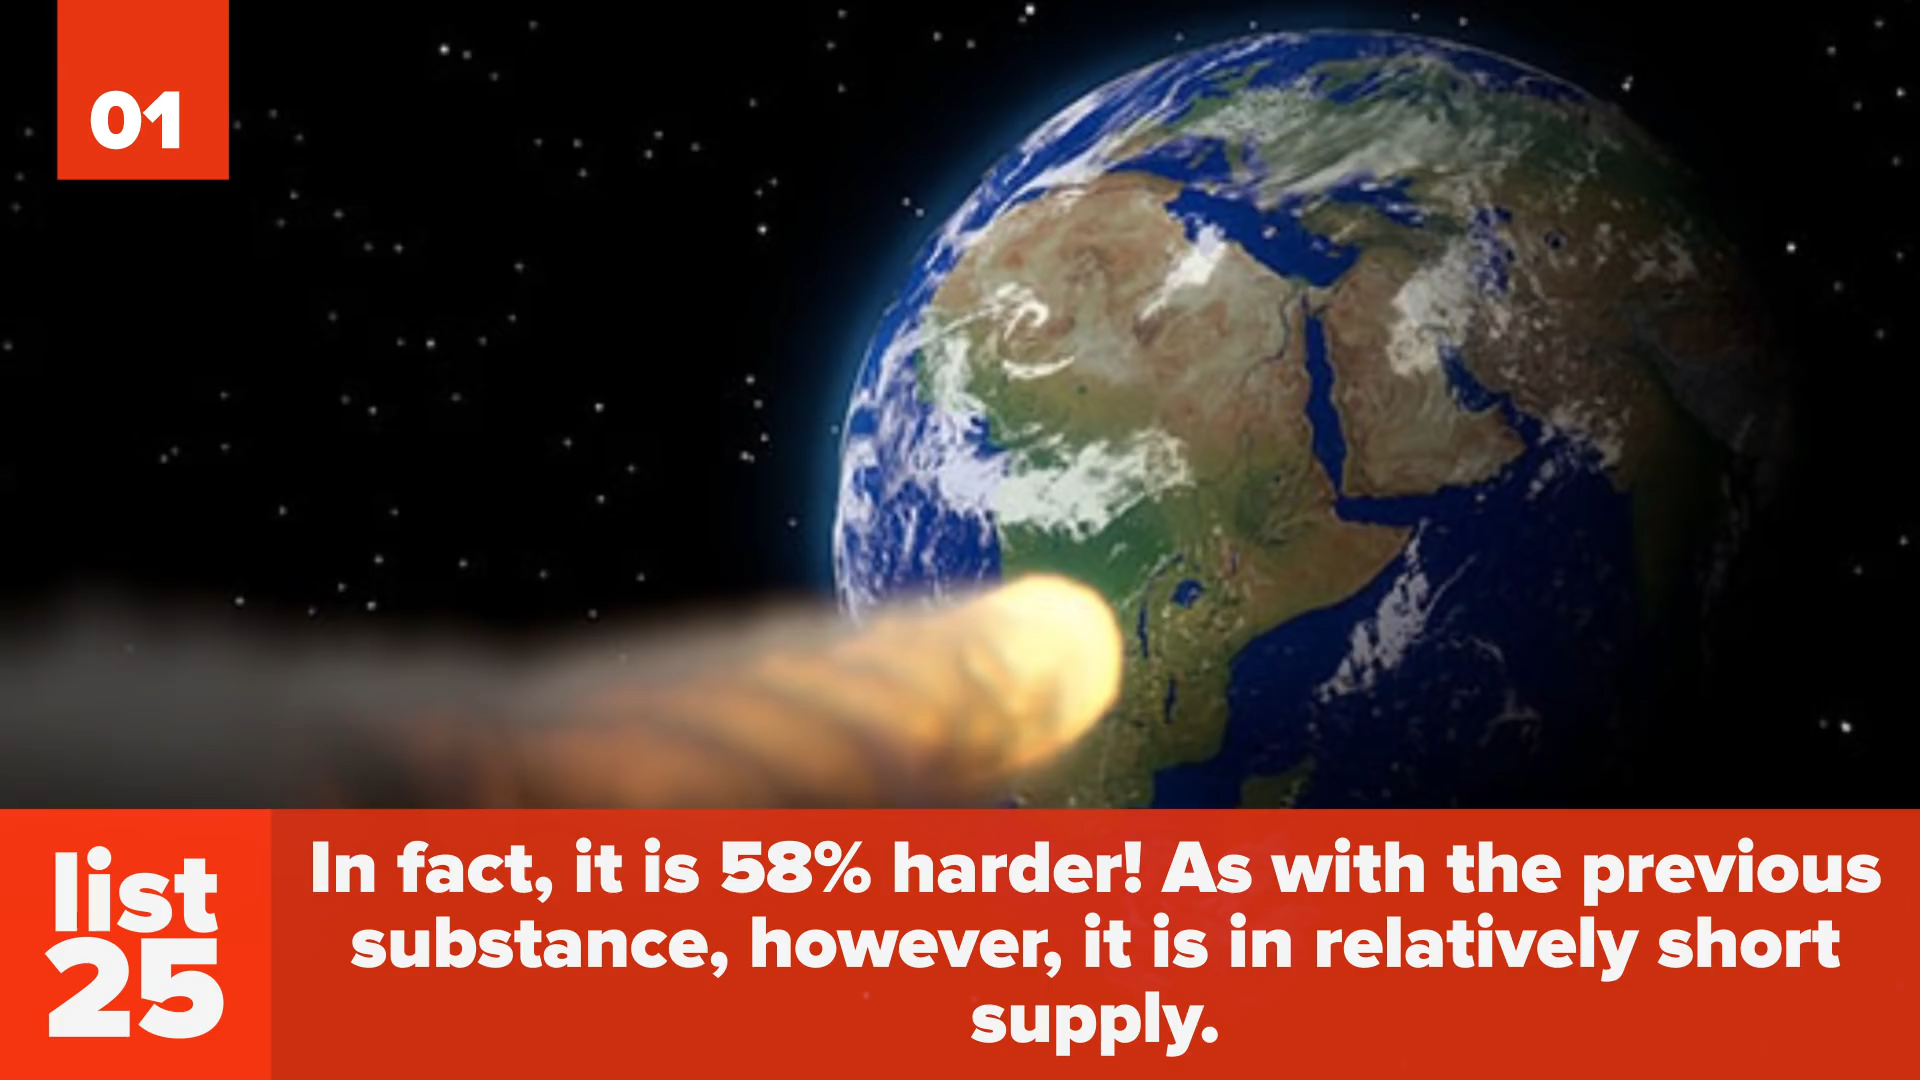 01
list
25
In fact, it is 58% harder! As with the previous
substance, however, it is in relatively short
supply.